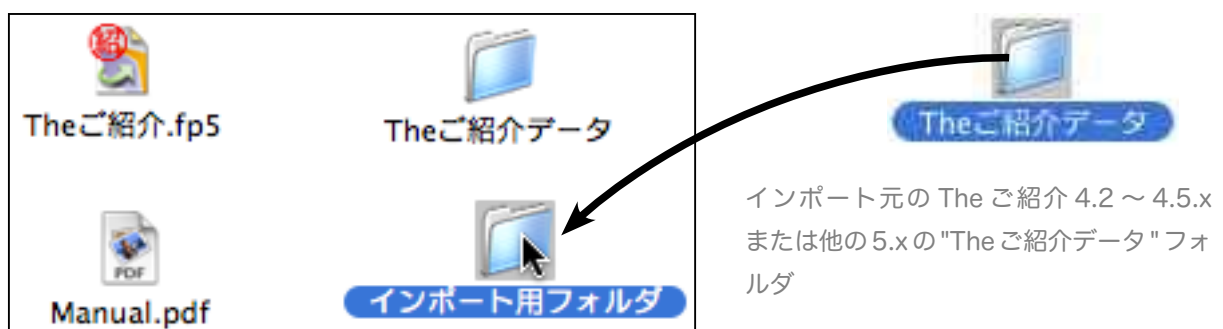 紹
Theご紹介.fp5
Theご紹介データ
Theご紹介データ
インポート元の The ご紹介 4.2 〜 4.5.x
または他の5.xの"Theご紹介データ"フォ
ルダ
PDF
Manual.pdf
インポート用フォルダ